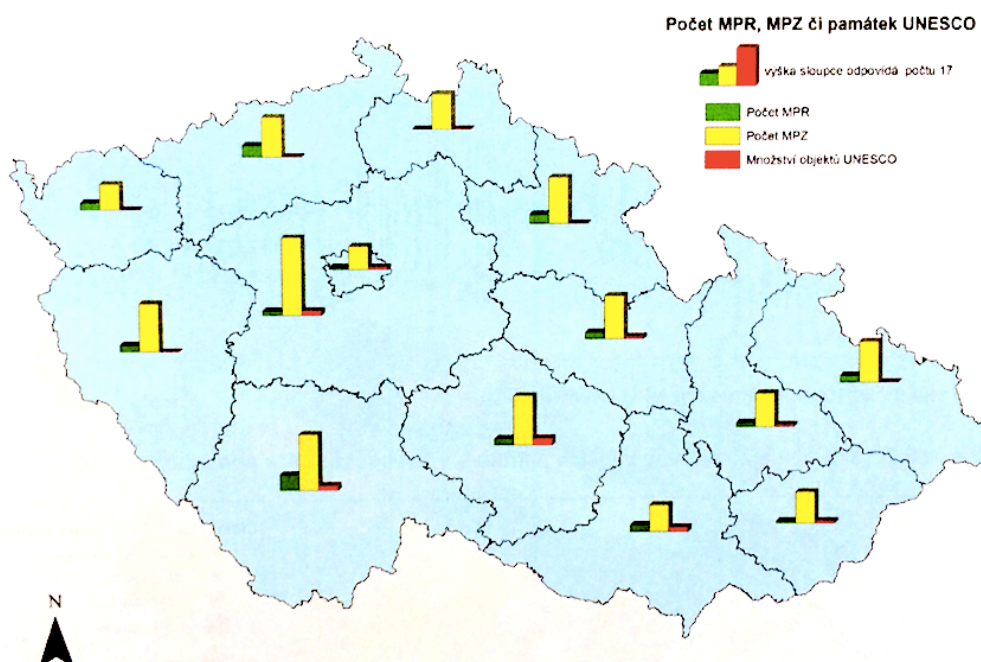 Počet MPR, MPZ či památek UNESCO
výška sloupce odpovídá počtu 17
Počet MPR
Počet MPZ
Množství objektů UNESCO
N